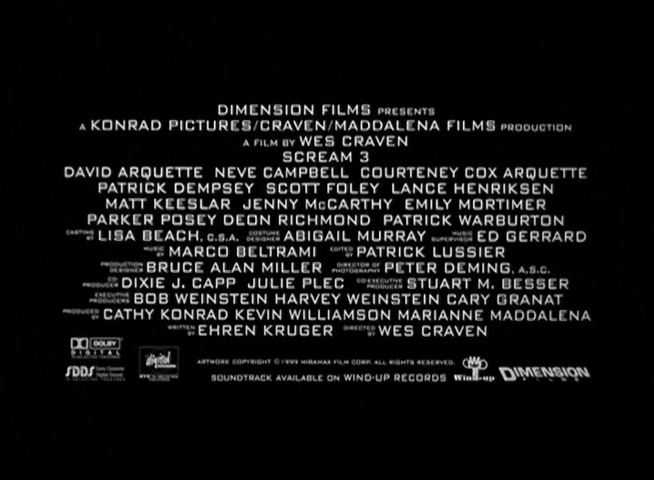 DIMENSION FILMS PRESENTS
A KONRAD PICTURES/CRAVEN/MADDALENA FILMS PRODUCTION
A FILM BY WES CRAVEN
SCREAM 3
DAVID ARQUETTE NEVE CAMPBELL COURTENEY COX ARQUETTE
PATRICK DEMPSEY SCOTT FOLEY LANCE HENRIKSEN
MATT KEESLAR JENNY McCARTHY EMILY MORTIMER
PARKER POSEY DEON RICHMOND PATRICK WARBURTON
CASTING BY LISA BEACH, C.S.A. COSTUME DESIGNER ABIGAIL MURRAY MUSIC SUPERVISOR ED GERRARD
MUSIC BY MARCO BELTRAMI EDITED BY PATRICK LUSSIER
PRODUCTION DESIGNER BRUCE ALAN MILLER DIRECTOR OF PHOTOGRAPHY PETER DEMING, A.S.C.
CO PRODUCER DIXIE J. CAPP JULIE PLEC CO-EXECUTIVE PRODUCER STUART M. BESSER
EXECUTIVE PRODUCERS BOB WEINSTEIN HARVEY WEINSTEIN CARY GRANAT
PRODUCED BY CATHY KONRAD KEVIN WILLIAMSON MARIANNE MADDALENA
WRITTEN BY EHREN KRUGER DIRECTED BY WES CRAVEN
DOLBY DIGITAL
SDDS
digital
ARTWORK COPYRIGHT ©1999 MIRAMAX FILM CORP. ALL RIGHTS RESERVED.
SOUNDTRACK AVAILABLE ON WIND-UP RECORDS Wind-up DIMENSION FILMS